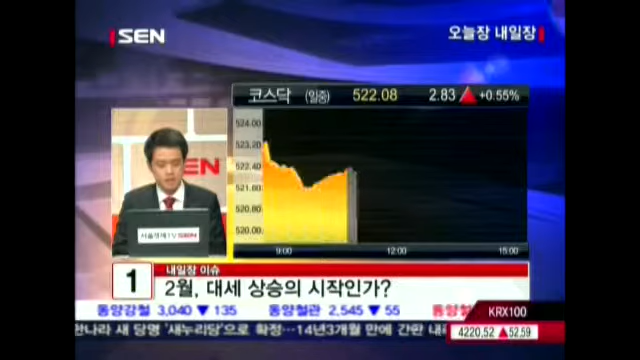 SEN
오늘장 내일장
코스닥 (일중) 522.08 2.83 ▲ +0.55%
524.00
523.20
522.40
521.60
520.80
520.00
9:00 12:00 15:00
SEN
서울경제TV SEN
내일장 이슈
1 2월, 대세 상승의 시작인가?
동양강철 3,040 ▼ 135 동양철관 2,545 ▼ 55
KRX100
한나라 새 당명 '새누리당'으로 확정…14년3개월 만에 간판 내
4220.52 ▲ 52.59